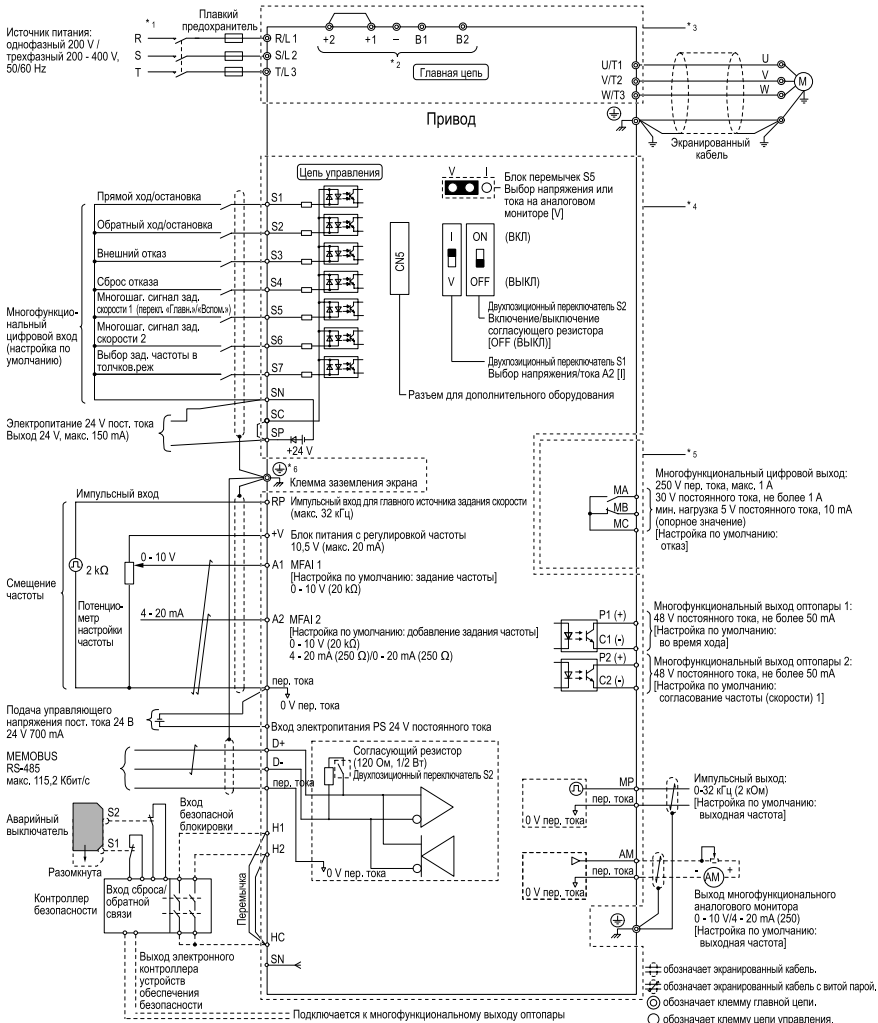 Источник питания:
однофазный 200 V /
трехфазный 200 - 400 V,
50/60 Hz
*1
Плавкий
предохранитель
R
S
T
R/L1
S/L2
T/L3
+2
+1
−
B1
B2
*2
Главная цепь
*3
U/T1
V/T2
W/T3
U
V
W
M
Привод
Экранированный
кабель
Цепь управления
V I
Блок перемычек S5
Выбор напряжения или
тока на аналоговом
мониторе [V]
*4
I
V
ON
OFF
(ВКЛ)
(ВЫКЛ)
CN5
Двухпозиционный переключатель S2
Включение/выключение
согласующего резистора
[OFF (ВЫКЛ)]
Двухпозиционный переключатель S1
Выбор напряжения/тока A2 [I]
Разъем для дополнительного оборудования
Многофункцио-
нальный
цифровой вход
(настройка по
умолчанию)
Прямой ход/остановка
S1
Обратный ход/остановка
S2
Внешний отказ
S3
Сброс отказа
S4
Многошаг. сигнал зад.
скорости 1 (перекл. «Главн.»/«Вспом.»)
S5
Многошаг. сигнал зад.
скорости 2
S6
Выбор зад. частоты в
толчков.реж
S7
SN
SC
SP
+24 V
Электропитание 24 V пост. тока
Выход 24 V, макс. 150 mA)
*6
Клемма заземления экрана
*5
MA
MB
MC
Многофункциональный цифровой выход:
250 V пер. тока, макс. 1 A
30 V постоянного тока, не более 1 A
мин. нагрузка 5 V постоянного тока, 10 mA
(опорное значение)
[Настройка по умолчанию:
отказ]
Импульсный вход
RP
Импульсный вход для главного источника задания скорости
(макс. 32 кГц)
+V
Блок питания с регулировкой частоты
10,5 V (макс. 20 mA)
2 kΩ
0 - 10 V
A1
MFAI 1
[Настройка по умолчанию: задание частоты]
0 - 10 V (20 kΩ)
Смещение
частоты
Потенцио-
метр
настройки
частоты
4 - 20 mA
A2
MFAI 2
[Настройка по умолчанию: добавление задания частоты]
0 - 10 V (20 kΩ)
4 - 20 mA (250 Ω)/0 - 20 mA (250 Ω)
пер. тока
0 V пер. тока
P1 (+)
C1 (-)
P2 (+)
C2 (-)
Многофункциональный выход оптопары 1:
48 V постоянного тока, не более 50 mA
[Настройка по умолчанию:
во время хода]
Многофункциональный выход оптопары 2:
48 V постоянного тока, не более 50 mA
[Настройка по умолчанию:
согласование частоты (скорости) 1]
Подача управляющего
напряжения пост. тока 24 В
24 V 700 mA
Вход электропитания PS 24 V постоянного тока
MEMOBUS
RS-485
макс. 115,2 Кбит/с
D+
D-
пер. тока
Согласующий резистор
(120 Ом, 1/2 Вт)
Двухпозиционный переключатель S2
0 V пер. тока
MP
пер. тока
0 V пер. тока
Импульсный выход:
0-32 кГц (2 кОм)
[Настройка по умолчанию:
выходная частота]
AM
пер. тока
0 V пер. тока
- AM +
Выход многофункционального
аналогового монитора
0 - 10 V/4 - 20 mA (250)
[Настройка по умолчанию:
выходная частота]
Аварийный
выключатель
S2
S1
Разомкнута
Вход
безопасной
блокировки
H1
H2
Перемычка
HC
SN
Контроллер
безопасности
Вход сброса/
обратной
связи
Выход электронного
контроллера
устройств
обеспечения
безопасности
Подключается к многофункциональному выходу оптопары
обозначает экранированный кабель.
обозначает экранированный кабель с витой парой.
обозначает клемму главной цепи.
обозначает клемму цепи управления.